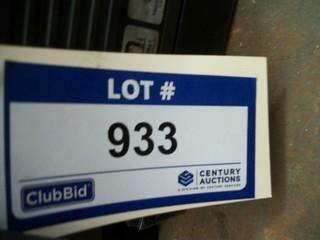 LOT #
933
ClubBid
CENTURY
AUCTIONS
A DIVISION OF CENTURY SERVICES